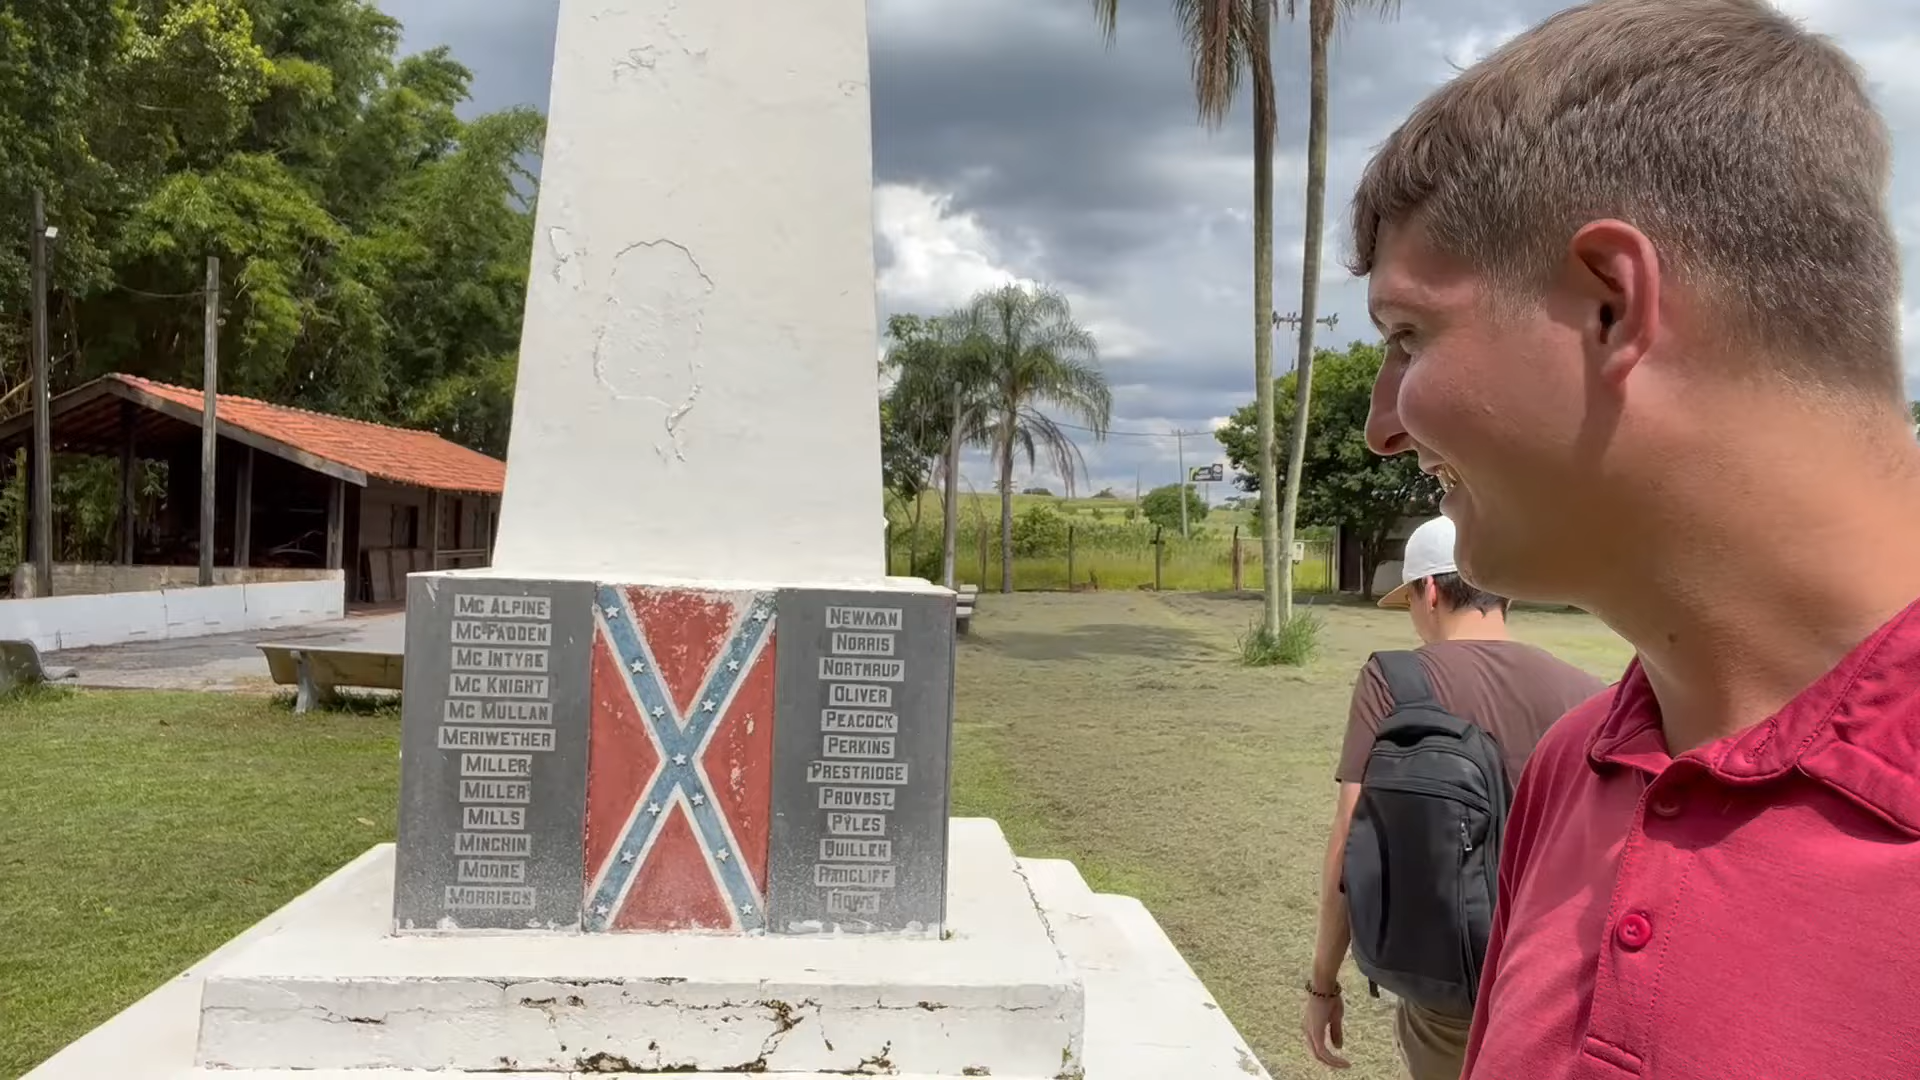 MC ALPINE
MC FADDEN
MC INTYRE
MC KNIGHT
MC MULLAN
MERIWETHER
MILLER
MILLER
MILLS
MINCHIN
MOORE
MORRISON
NEWMAN
NORRIS
NORTHRUP
OLIVER
PEACOCK
PERKINS
PRESTRIDGE
PROVOST
PYLES
QUILLEN
RATCLIFF
ROWE